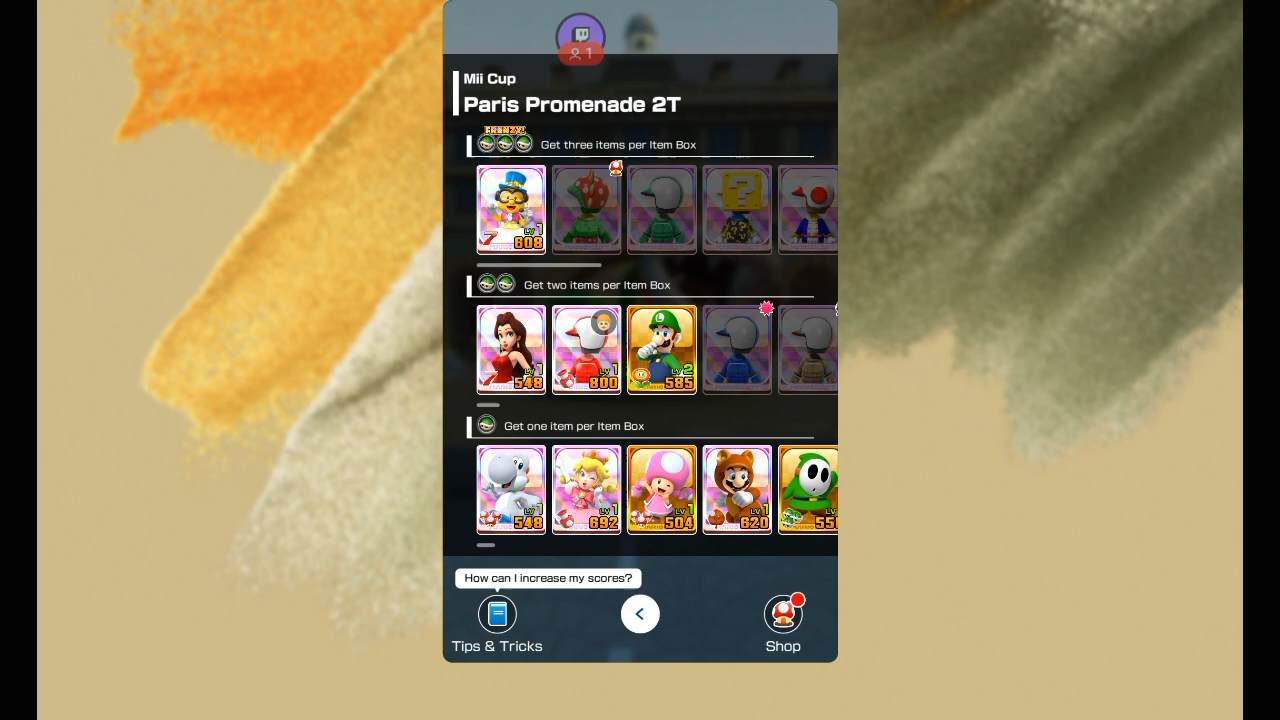 1
Mii Cup
Paris Promenade 2T
FRENZY!
Get three items per Item Box
LV 1
608
Get two items per Item Box
LV 1 LV 1 LV 2
548 800 585
Get one item per Item Box
LV 1 LV 1 LV 1 LV 1
548 692 504 620 550
How can I increase my scores?
Tips & Tricks
Shop